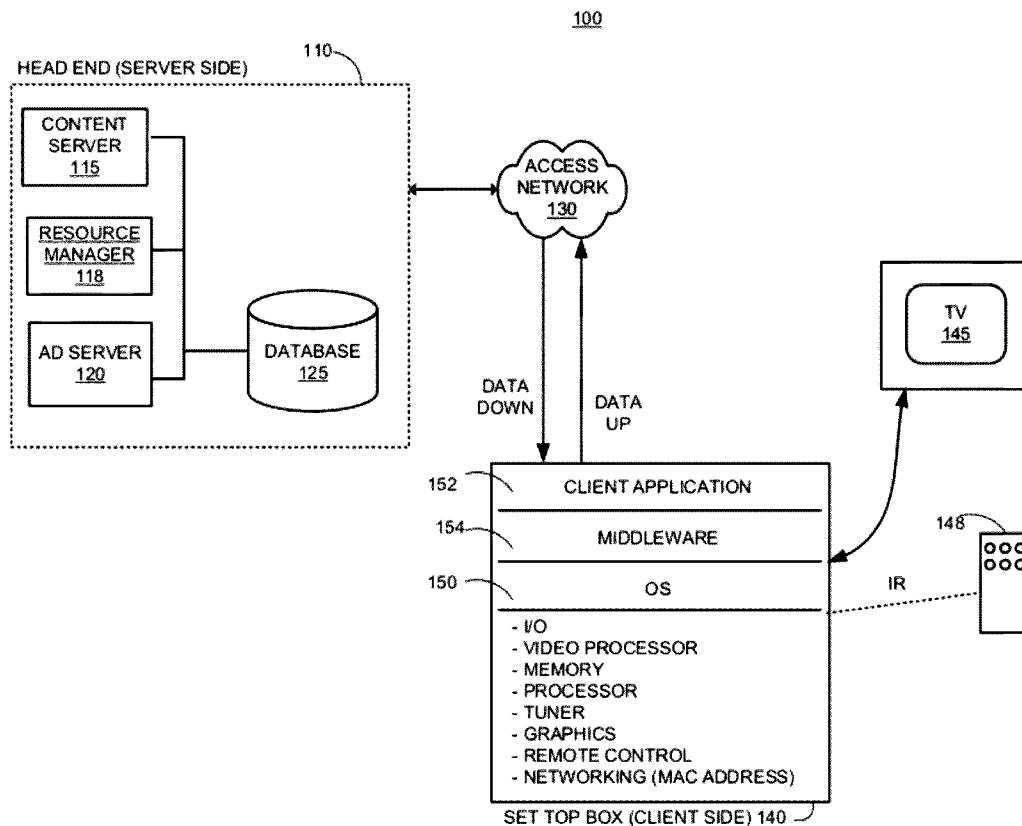 100
110
HEAD END (SERVER SIDE)
CONTENT
SERVER
115
RESOURCE
MANAGER
118
AD SERVER
120
DATABASE
125
ACCESS
NETWORK
130
TV
145
DATA
DOWN
DATA
UP
152
CLIENT APPLICATION
154
MIDDLEWARE
150
OS
148
IR
- I/O
- VIDEO PROCESSOR
- MEMORY
- PROCESSOR
- TUNER
- GRAPHICS
- REMOTE CONTROL
- NETWORKING (MAC ADDRESS)
SET TOP BOX (CLIENT SIDE) 140